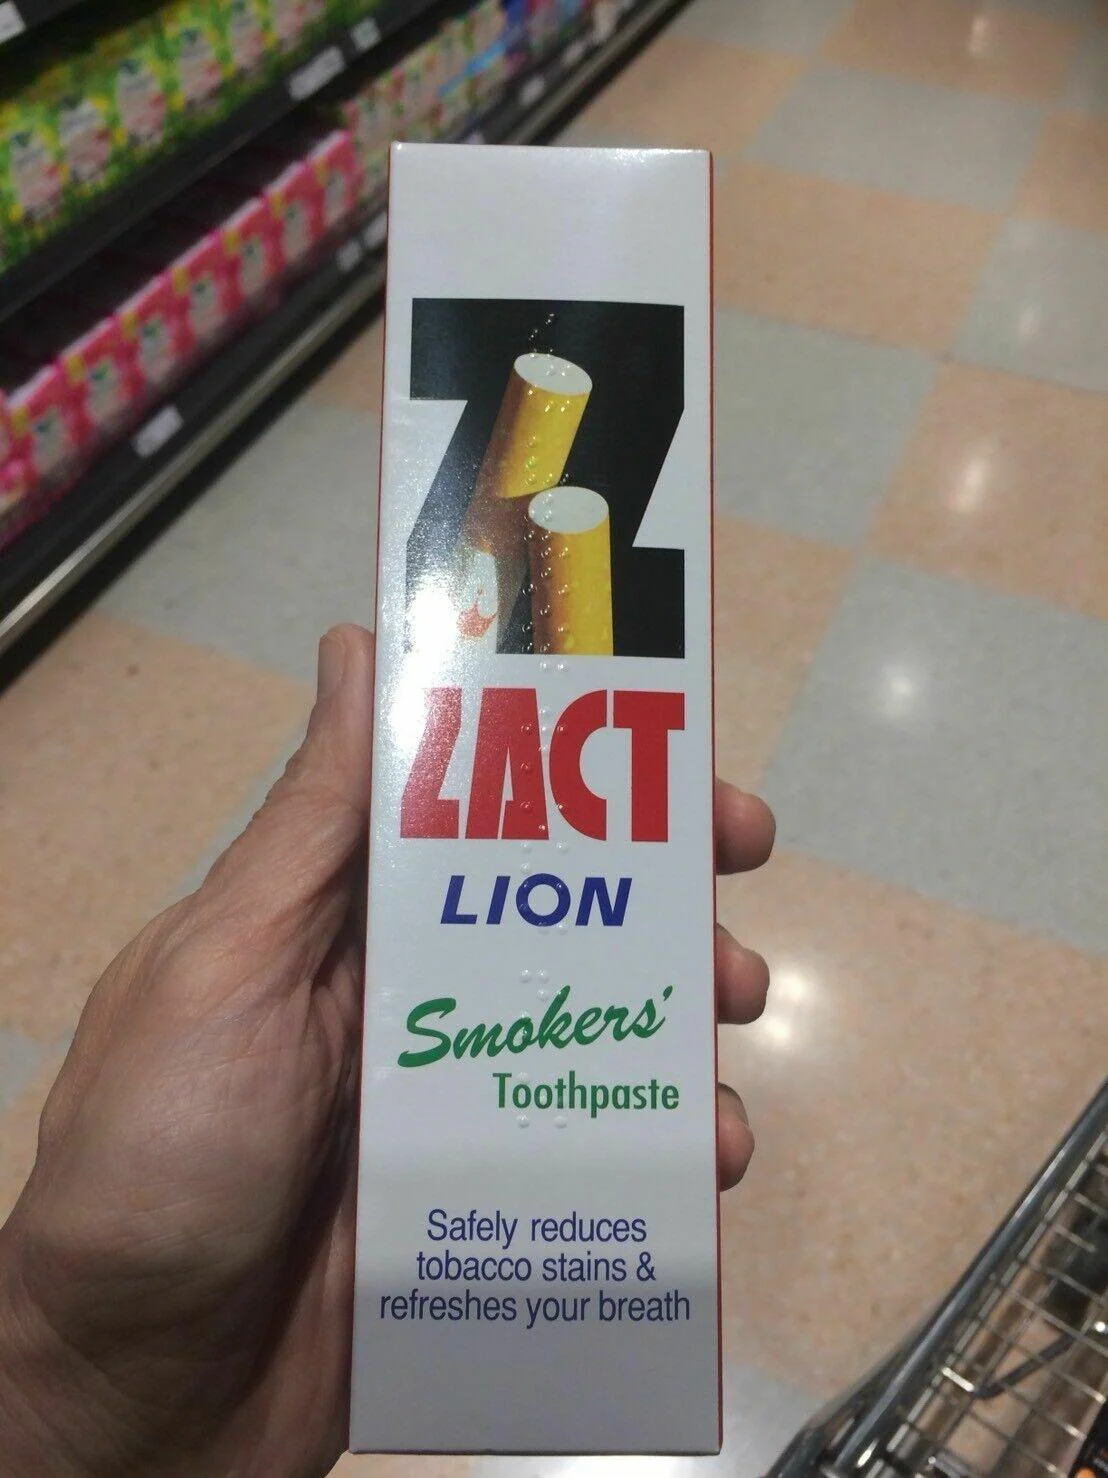 ZACT
LION
Smokers'
Toothpaste
Safely reduces
tobacco stains &
refreshes your breath